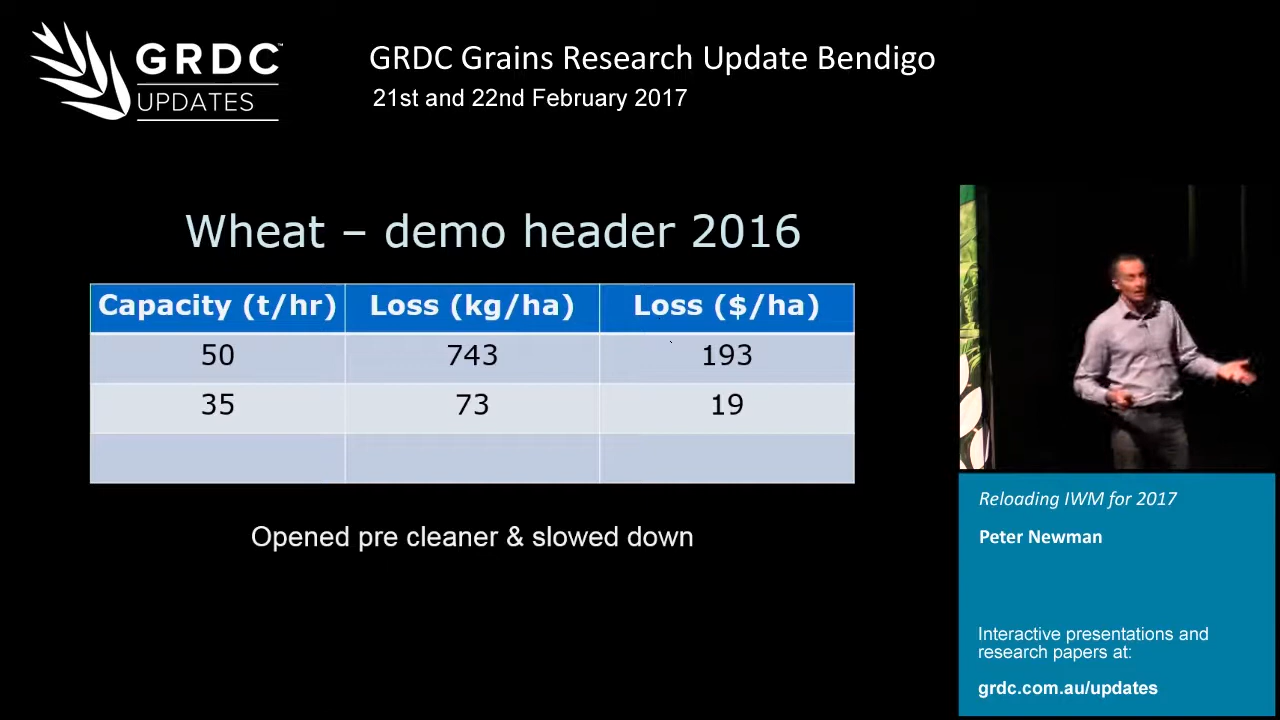 GRDC™
UPDATES
GRDC Grains Research Update Bendigo
21st and 22nd February 2017
Wheat – demo header 2016
Capacity (t/hr) Loss (kg/ha) Loss ($/ha)
50 743 193
35 73 19
Opened pre cleaner & slowed down
Reloading IWM for 2017
Peter Newman
Interactive presentations and
research papers at:
grdc.com.au/updates